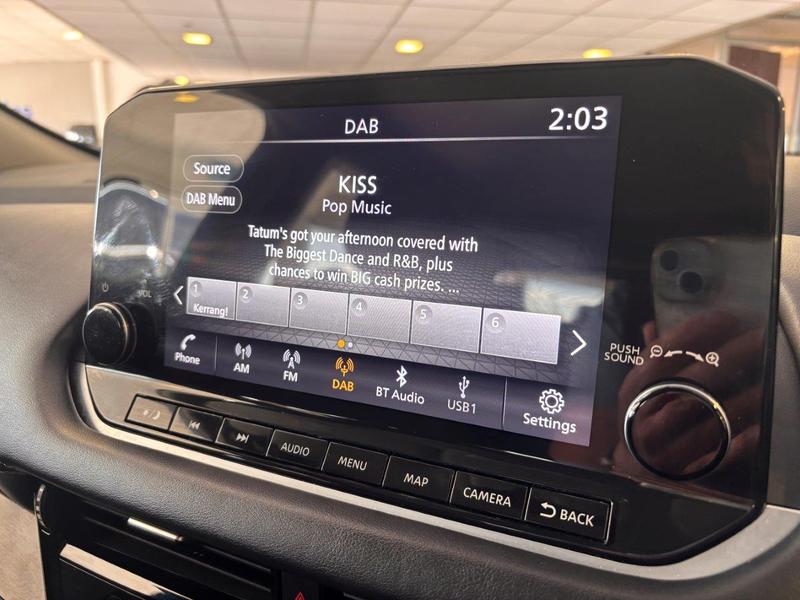 DAB
2:03
Source
DAB Menu
KISS
Pop Music
Tatum's got your afternoon covered with
The Biggest Dance and R&B, plus
chances to win BIG cash prizes. ...
1
Kerrang!
2
3
4
5
6
Phone
AM
FM
DAB
BT Audio
USB1
Settings
VOL
PUSH
SOUND
AUDIO
MENU
MAP
CAMERA
BACK